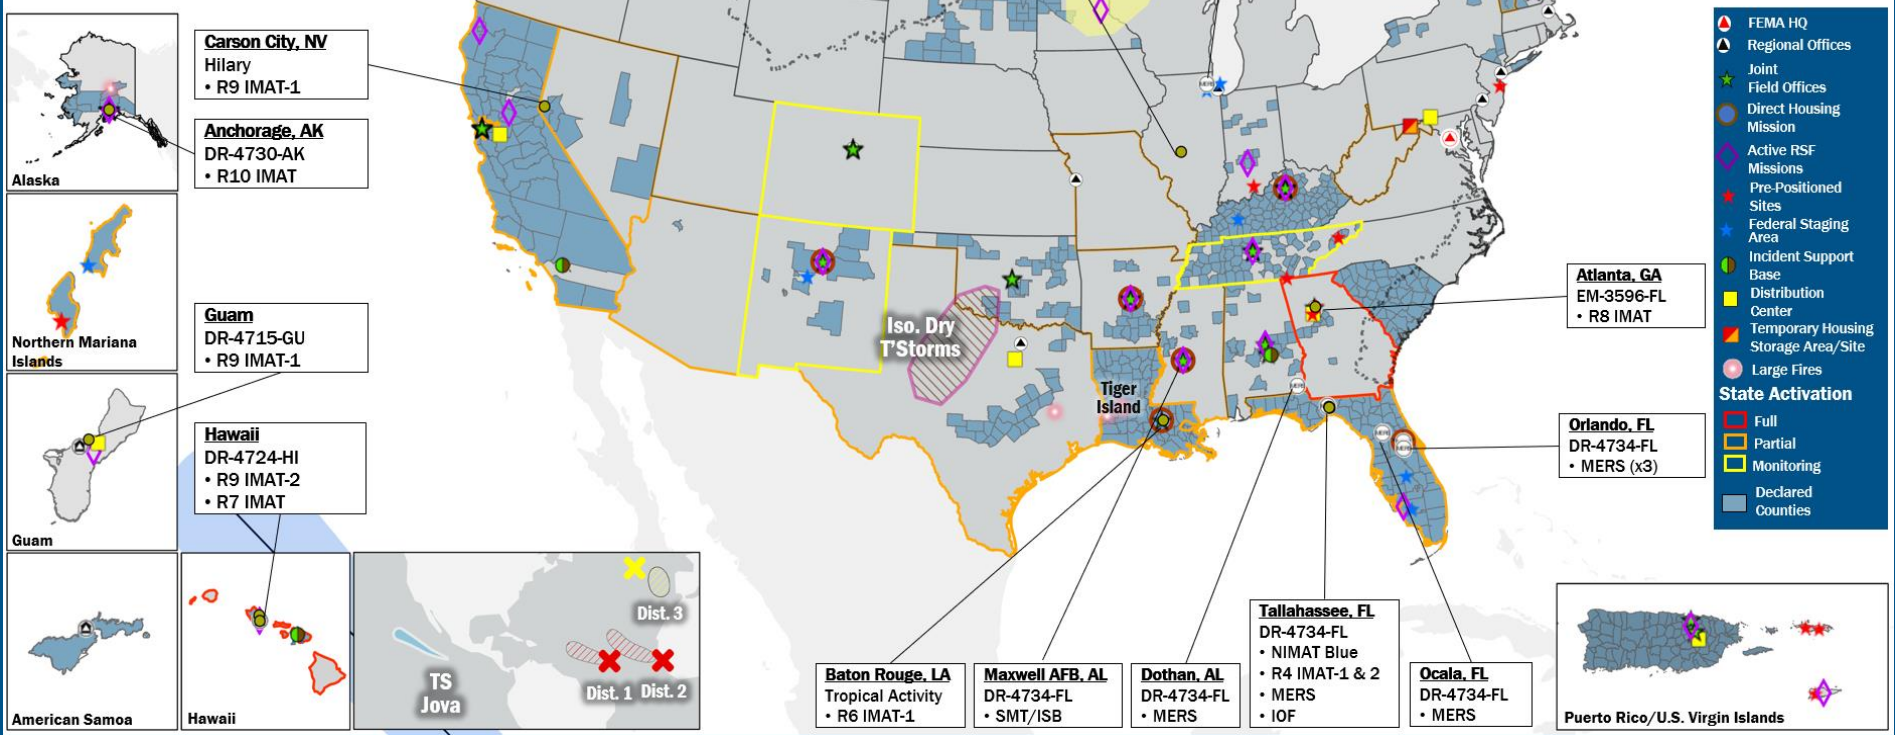 Carson City, NV
Hilary
• R9 IMAT-1
Anchorage, AK
DR-4730-AK
• R10 IMAT
Alaska
Northern Mariana
Islands
Guam
DR-4715-GU
• R9 IMAT-1
Guam
Hawaii
DR-4724-HI
• R9 IMAT-2
• R7 IMAT
American Samoa
Hawaii
TS
Jova
Dist. 1
Dist. 2
Dist. 3
Iso. Dry
T'Storms
Tiger
Island
Baton Rouge, LA
Tropical Activity
• R6 IMAT-1
Maxwell AFB, AL
DR-4734-FL
• SMT/ISB
Dothan, AL
DR-4734-FL
• MERS
Tallahassee, FL
DR-4734-FL
• NIMAT Blue
• R4 IMAT-1 & 2
• MERS
• IOF
Ocala, FL
DR-4734-FL
• MERS
Atlanta, GA
EM-3596-FL
• R8 IMAT
Orlando, FL
DR-4734-FL
• MERS (x3)
Puerto Rico/U.S. Virgin Islands
FEMA HQ
Regional Offices
Joint
Field Offices
Direct Housing
Mission
Active RSF
Missions
Pre-Positioned
Sites
Federal Staging
Area
Incident Support
Base
Distribution
Center
Temporary Housing
Storage Area/Site
Large Fires
State Activation
Full
Partial
Monitoring
Declared
Counties
MERS
MERS
MERS
MERS